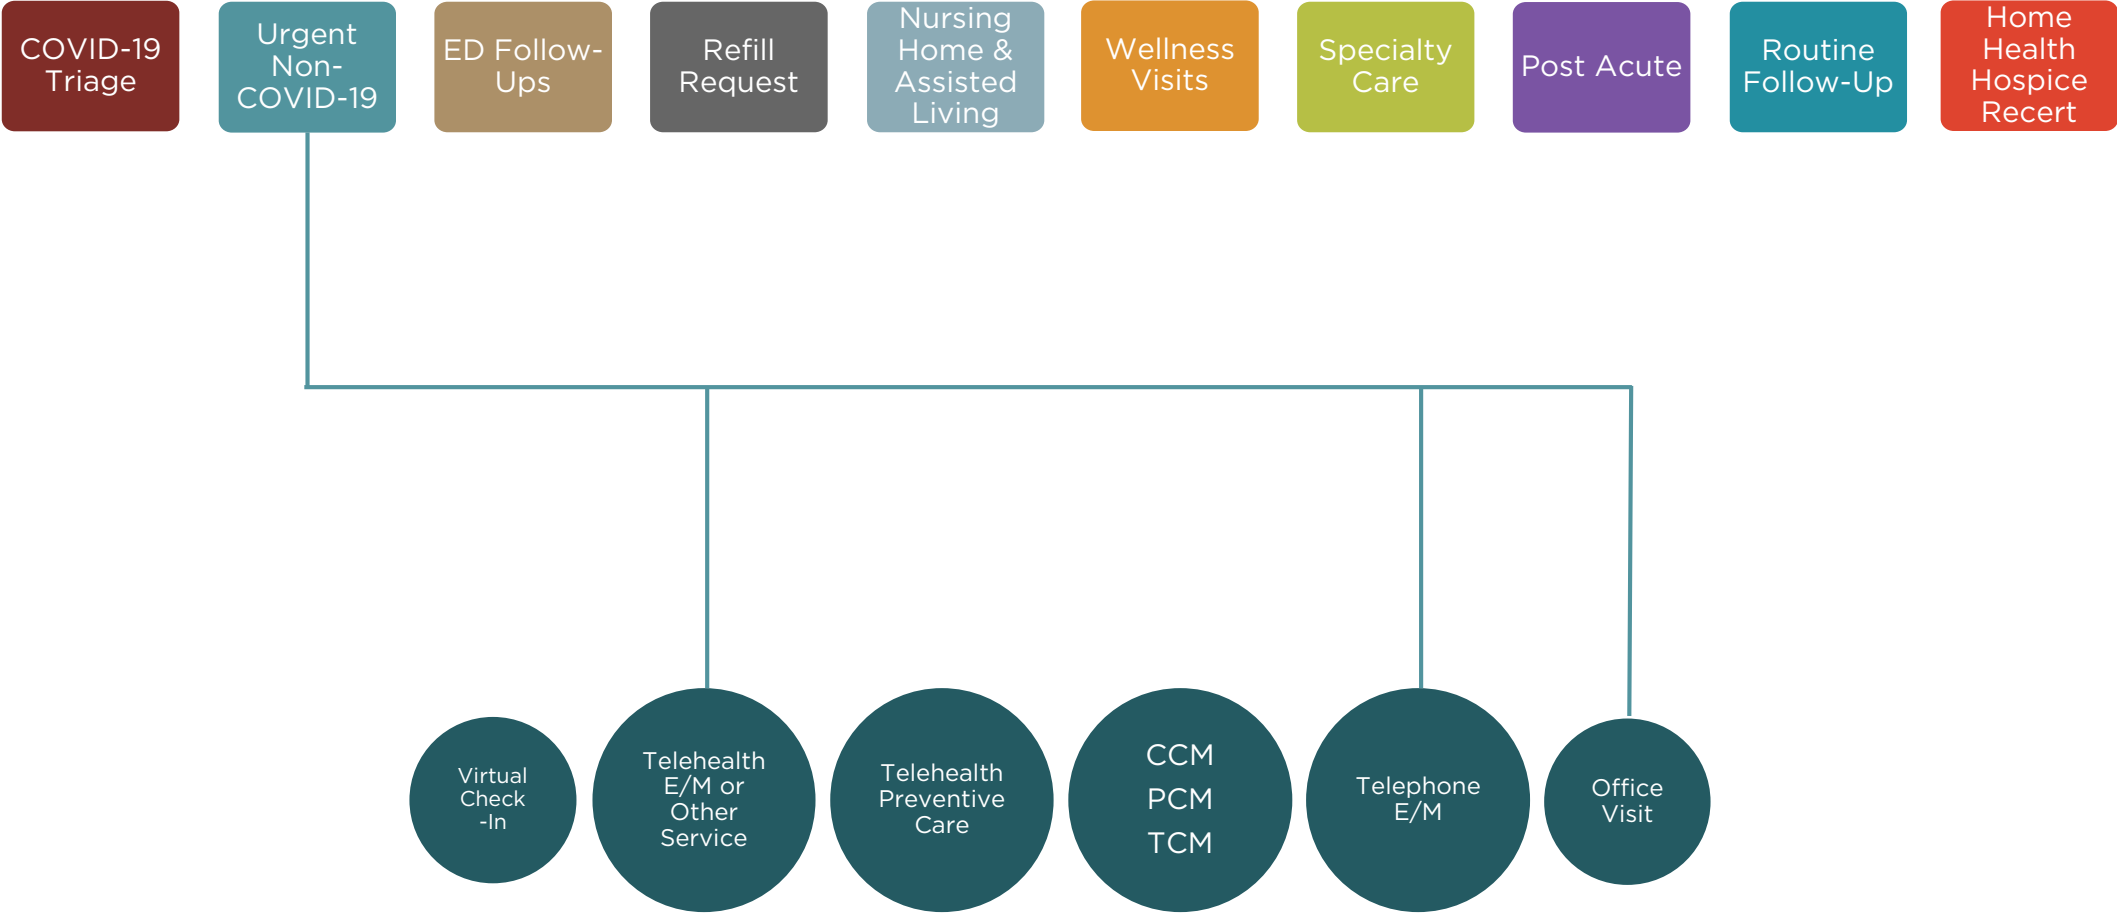 COVID-19
Triage
Urgent
Non-
COVID-19
ED Follow-
Ups
Refill
Request
Nursing
Home &
Assisted
Living
Wellness
Visits
Specialty
Care
Post Acute
Routine
Follow-Up
Home
Health
Hospice
Recert
Virtual
Check
-In
Telehealth
E/M or
Other
Service
Telehealth
Preventive
Care
CCM
PCM
TCM
Telephone
E/M
Office
Visit